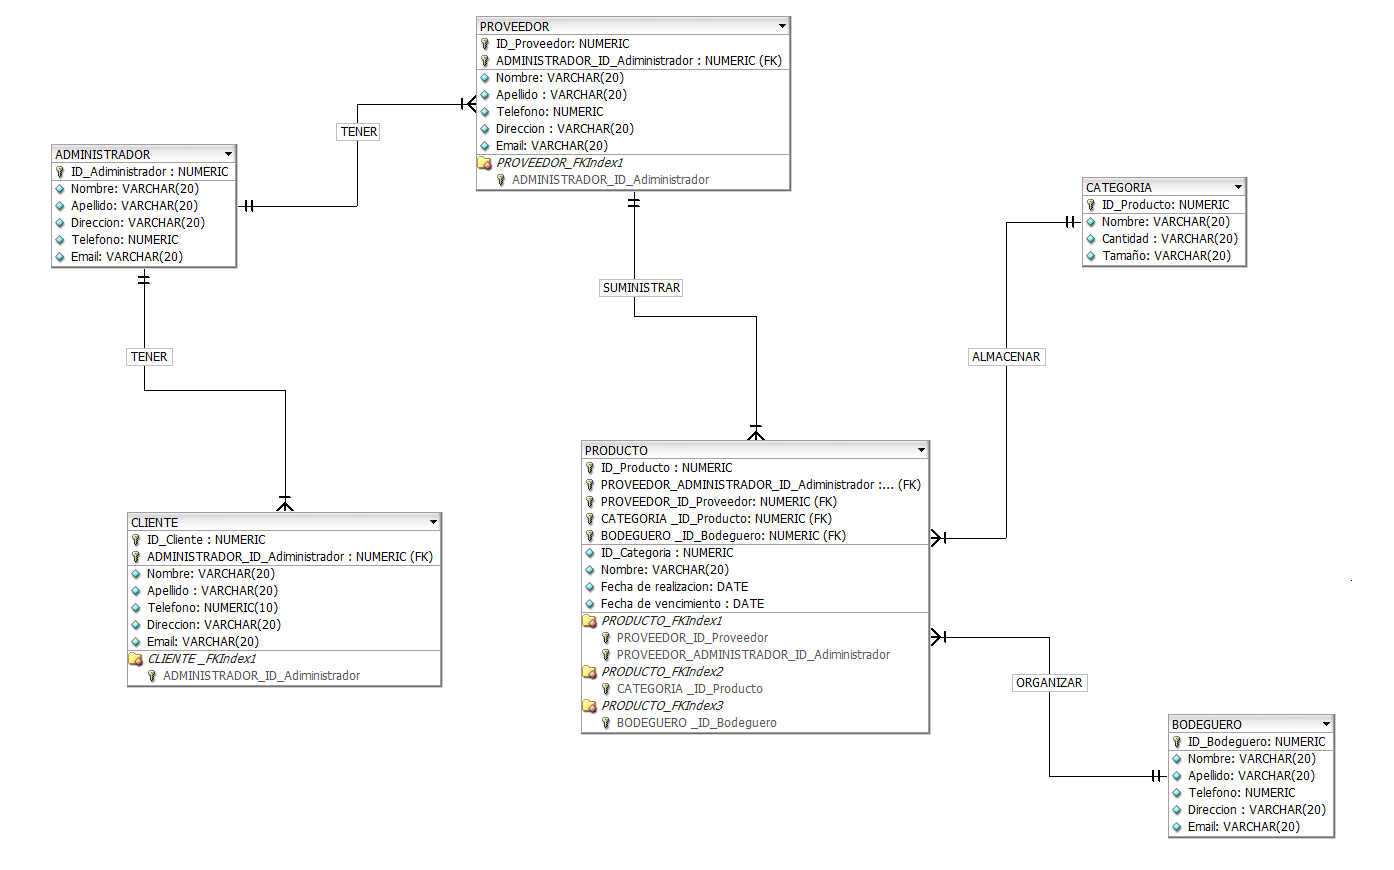 PROVEEDOR
ID_Proveedor: NUMERIC
ADMINISTRADOR_ID_Adiministrador : NUMERIC (FK)
Nombre: VARCHAR(20)
Apellido : VARCHAR(20)
Telefono: NUMERIC
Direccion : VARCHAR(20)
Email: VARCHAR(20)
PROVEEDOR_FKIndex1
ADMINISTRADOR_ID_Adiministrador
TENER
ADMINISTRADOR
ID_Adiministrador : NUMERIC
Nombre: VARCHAR(20)
Apellido: VARCHAR(20)
Direccion: VARCHAR(20)
Telefono: NUMERIC
Email: VARCHAR(20)
CATEGORIA
ID_Producto: NUMERIC
Nombre: VARCHAR(20)
Cantidad : VARCHAR(20)
Tamaño: VARCHAR(20)
SUMINISTRAR
TENER
ALMACENAR
PRODUCTO
ID_Producto : NUMERIC
PROVEEDOR_ADMINISTRADOR_ID_Adiministrador :... (FK)
PROVEEDOR_ID_Proveedor: NUMERIC (FK)
CATEGORIA _ID_Producto: NUMERIC (FK)
BODEGUERO _ID_Bodeguero: NUMERIC (FK)
ID_Categoria : NUMERIC
Nombre: VARCHAR(20)
Fecha de realizacion: DATE
Fecha de vencimiento : DATE
PRODUCTO_FKIndex1
PROVEEDOR_ID_Proveedor
PROVEEDOR_ADMINISTRADOR_ID_Adiministrador
PRODUCTO_FKIndex2
CATEGORIA _ID_Producto
PRODUCTO_FKIndex3
BODEGUERO _ID_Bodeguero
CLIENTE
ID_Cliente : NUMERIC
ADMINISTRADOR_ID_Adiministrador : NUMERIC (FK)
Nombre: VARCHAR(20)
Apellido : VARCHAR(20)
Telefono: NUMERIC(10)
Direccion: VARCHAR(20)
Email: VARCHAR(20)
CLIENTE _FKIndex1
ADMINISTRADOR_ID_Adiministrador
ORGANIZAR
BODEGUERO
ID_Bodeguero: NUMERIC
Nombre: VARCHAR(20)
Apellido: VARCHAR(20)
Telefono: NUMERIC
Direccion : VARCHAR(20)
Email: VARCHAR(20)